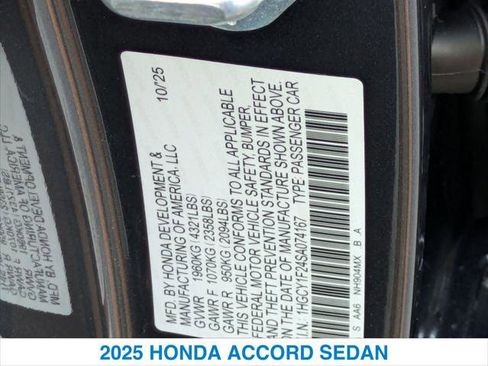 MFD BY HONDA DEVELOPMENT & 10/25
MANUFACTURING OF AMERICA, LLC
GVWR 1960KG (4321LBS)
GAWR F 1070KG (2358LBS)
GAWR R 950KG (2094LBS)
THIS VEHICLE CONFORMS TO ALL APPLICABLE
FEDERAL MOTOR VEHICLE SAFETY, BUMPER,
AND THEFT PREVENTION STANDARDS IN EFFECT
ON THE DATE OF MANUFACTURE SHOWN ABOVE.
V.I.N. 1HGCY1F24SA074167 TYPE: PASSENGER CAR
S AA6 NH904MX B A
2025 HONDA ACCORD SEDAN